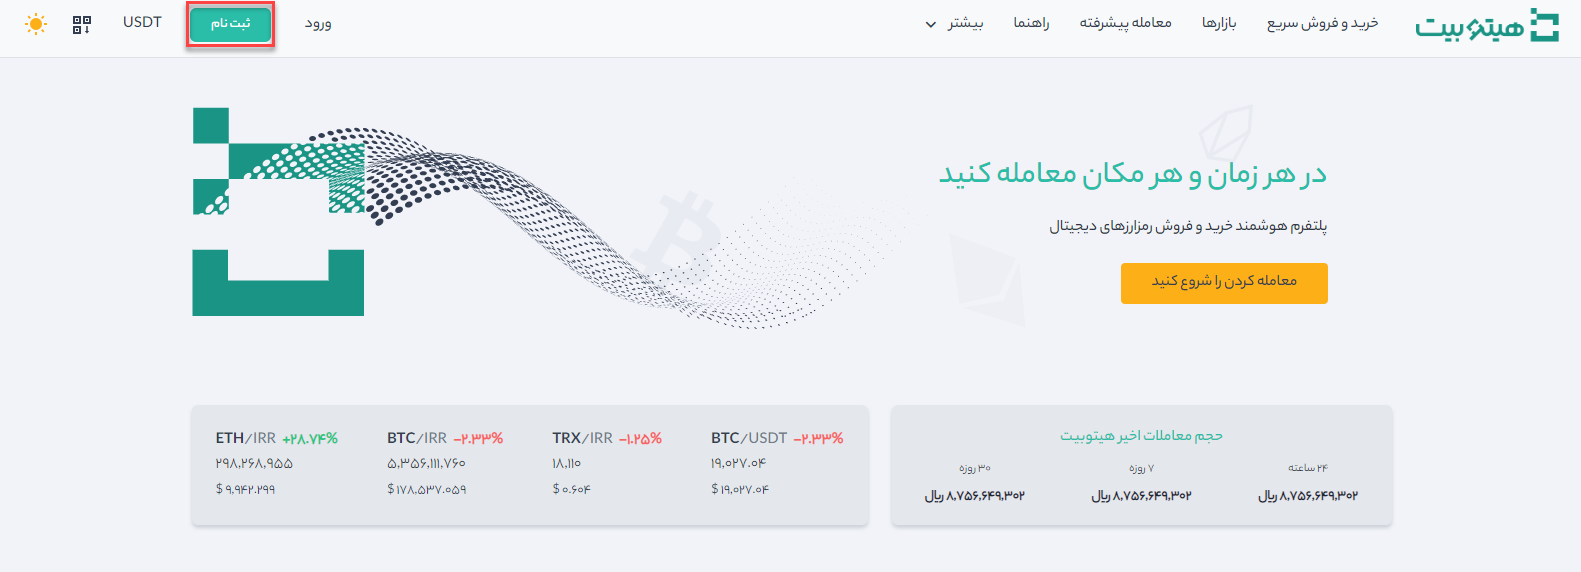 هیتوبیت
خرید و فروش سریع
بازارها
معامله پیشرفته
راهنما
بیشتر
ورود
ثبت نام
USDT
در هر زمان و هر مکان معامله کنید
پلتفرم هوشمند خرید و فروش رمزارزهای دیجیتال
معامله کردن را شروع کنید
حجم معاملات اخیر هیتوبیت
۲۴ ساعته
۷ روزه
۳۰ روزه
۸,۷۵۶,۶۴۹,۳۰۲ ریال
۸,۷۵۶,۶۴۹,۳۰۲ ریال
۸,۷۵۶,۶۴۹,۳۰۲ ریال
ETH/IRR +۲۸.۷۴%
۲۹۸,۲۶۸,۹۵۵
$ ۹,۹۴۲.۲۹۹
BTC/IRR -۲.۳۳%
۵,۳۵۶,۱۱۱,۷۶۰
$ ۱۷۸,۵۳۷.۰۵۹
TRX/IRR -۱.۲۵%
۱۸,۱۱۰
$ ۰.۶۰۴
BTC/USDT -۲.۳۳%
۱۹,۰۲۷.۰۴
$ ۱۹,۰۲۷.۰۴